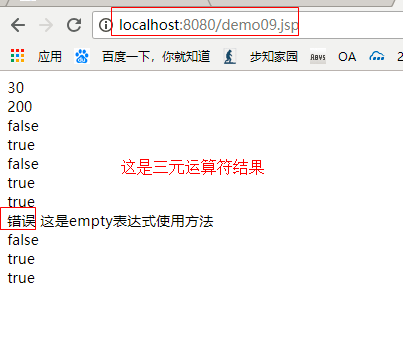 localhost:8080/demo09.jsp
应用 百度一下，你就知道 步知家园 ABVS OA 2
30
200
false
true
false
这是三元运算符结果
true
true
错误 这是empty表达式使用方法
false
true
true